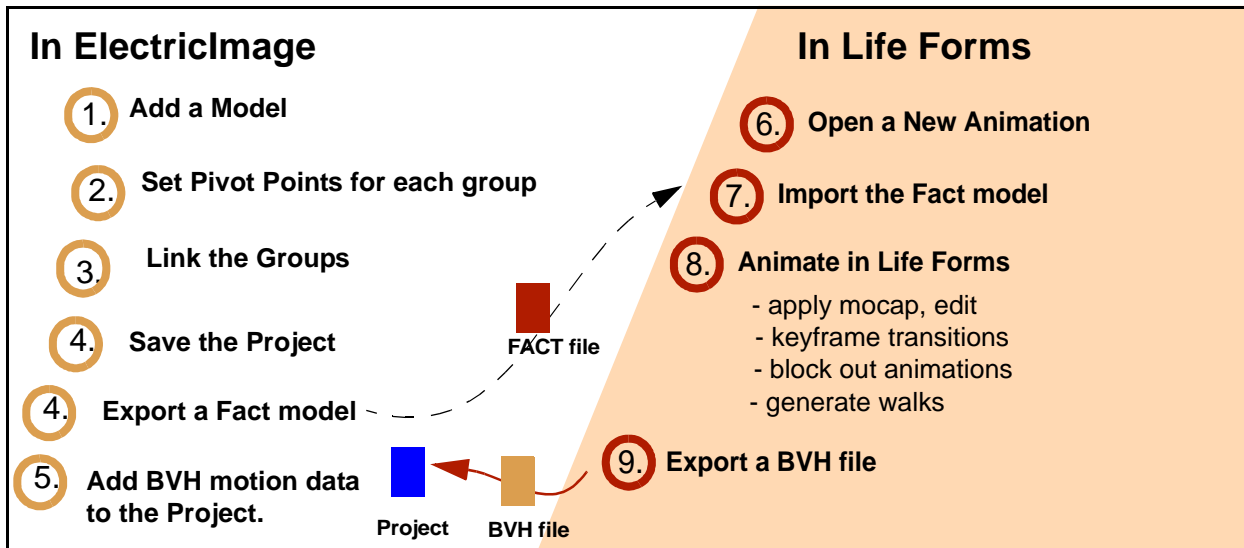 In ElectricImage
1. Add a Model
2. Set Pivot Points for each group
3. Link the Groups
4. Save the Project
4. Export a Fact model
5. Add BVH motion data
to the Project.
FACT file
Project
BVH file
In Life Forms
6. Open a New Animation
7. Import the Fact model
8. Animate in Life Forms
- apply mocap, edit
- keyframe transitions
- block out animations
- generate walks
9. Export a BVH file